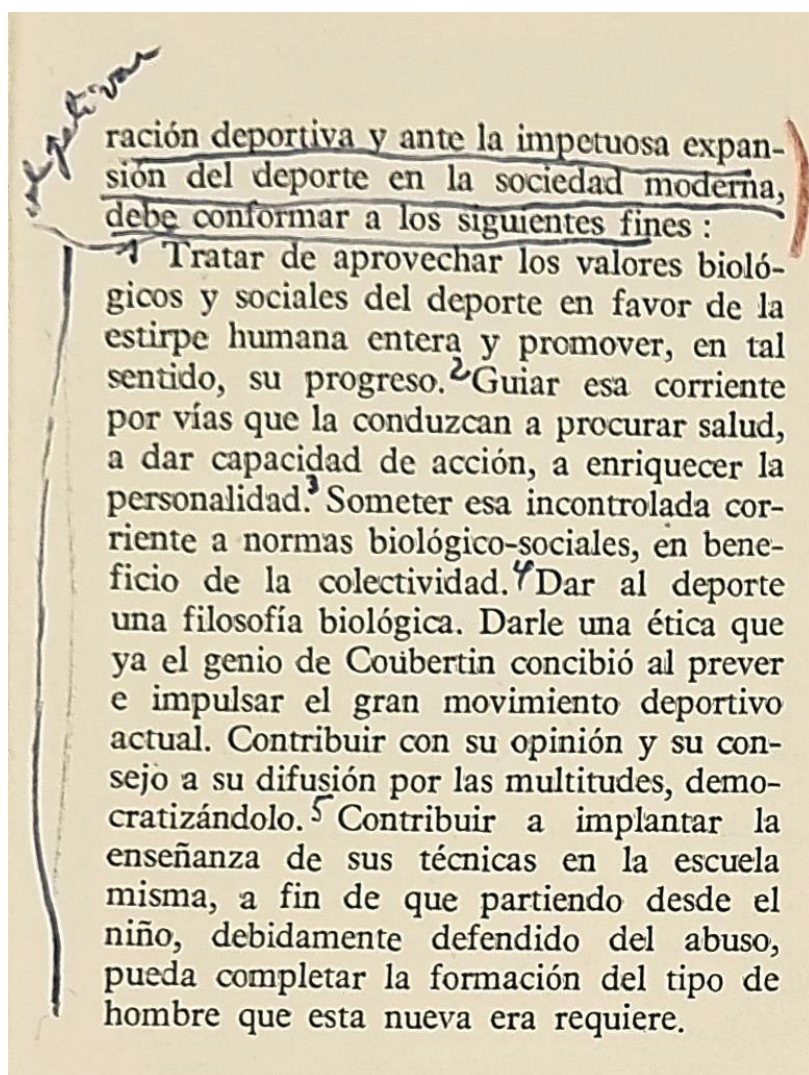 ración deportiva y ante la impetuosa expan-
sión del deporte en la sociedad moderna,
debe conformar a los siguientes fines :
1 Tratar de aprovechar los valores bioló-
gicos y sociales del deporte en favor de la
estirpe humana entera y promover, en tal
sentido, su progreso. 2 Guiar esa corriente
por vías que la conduzcan a procurar salud,
a dar capacidad de acción, a enriquecer la
personalidad. 3 Someter esa incontrolada cor-
riente a normas biológico-sociales, en bene-
ficio de la colectividad. 4 Dar al deporte
una filosofía biológica. Darle una ética que
ya el genio de Coubertin concibió al prever
e impulsar el gran movimiento deportivo
actual. Contribuir con su opinión y su con-
sejo a su difusión por las multitudes, demo-
cratizándolo. 5 Contribuir a implantar la
enseñanza de sus técnicas en la escuela
misma, a fin de que partiendo desde el
niño, debidamente defendido del abuso,
pueda completar la formación del tipo de
hombre que esta nueva era requiere.